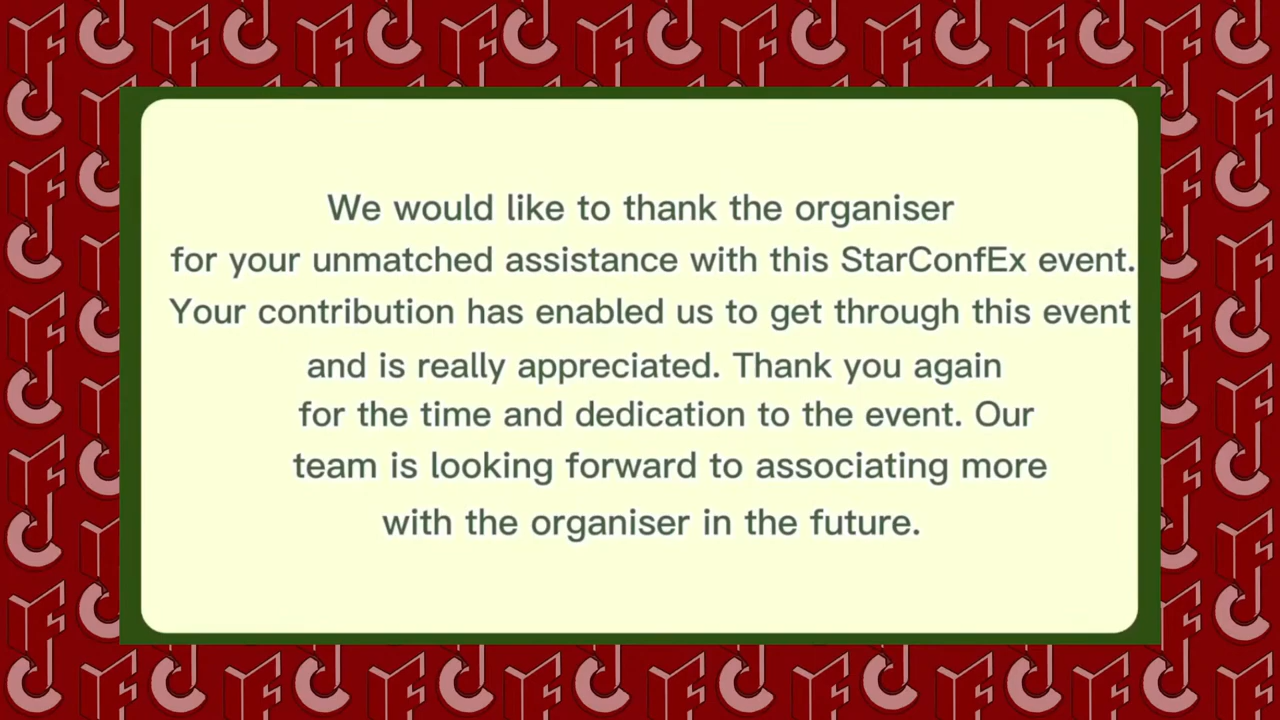 We would like to thank the organiser
for your unmatched assistance with this StarConfEx event.
Your contribution has enabled us to get through this event
and is really appreciated. Thank you again
for the time and dedication to the event. Our
team is looking forward to associating more
with the organiser in the future.